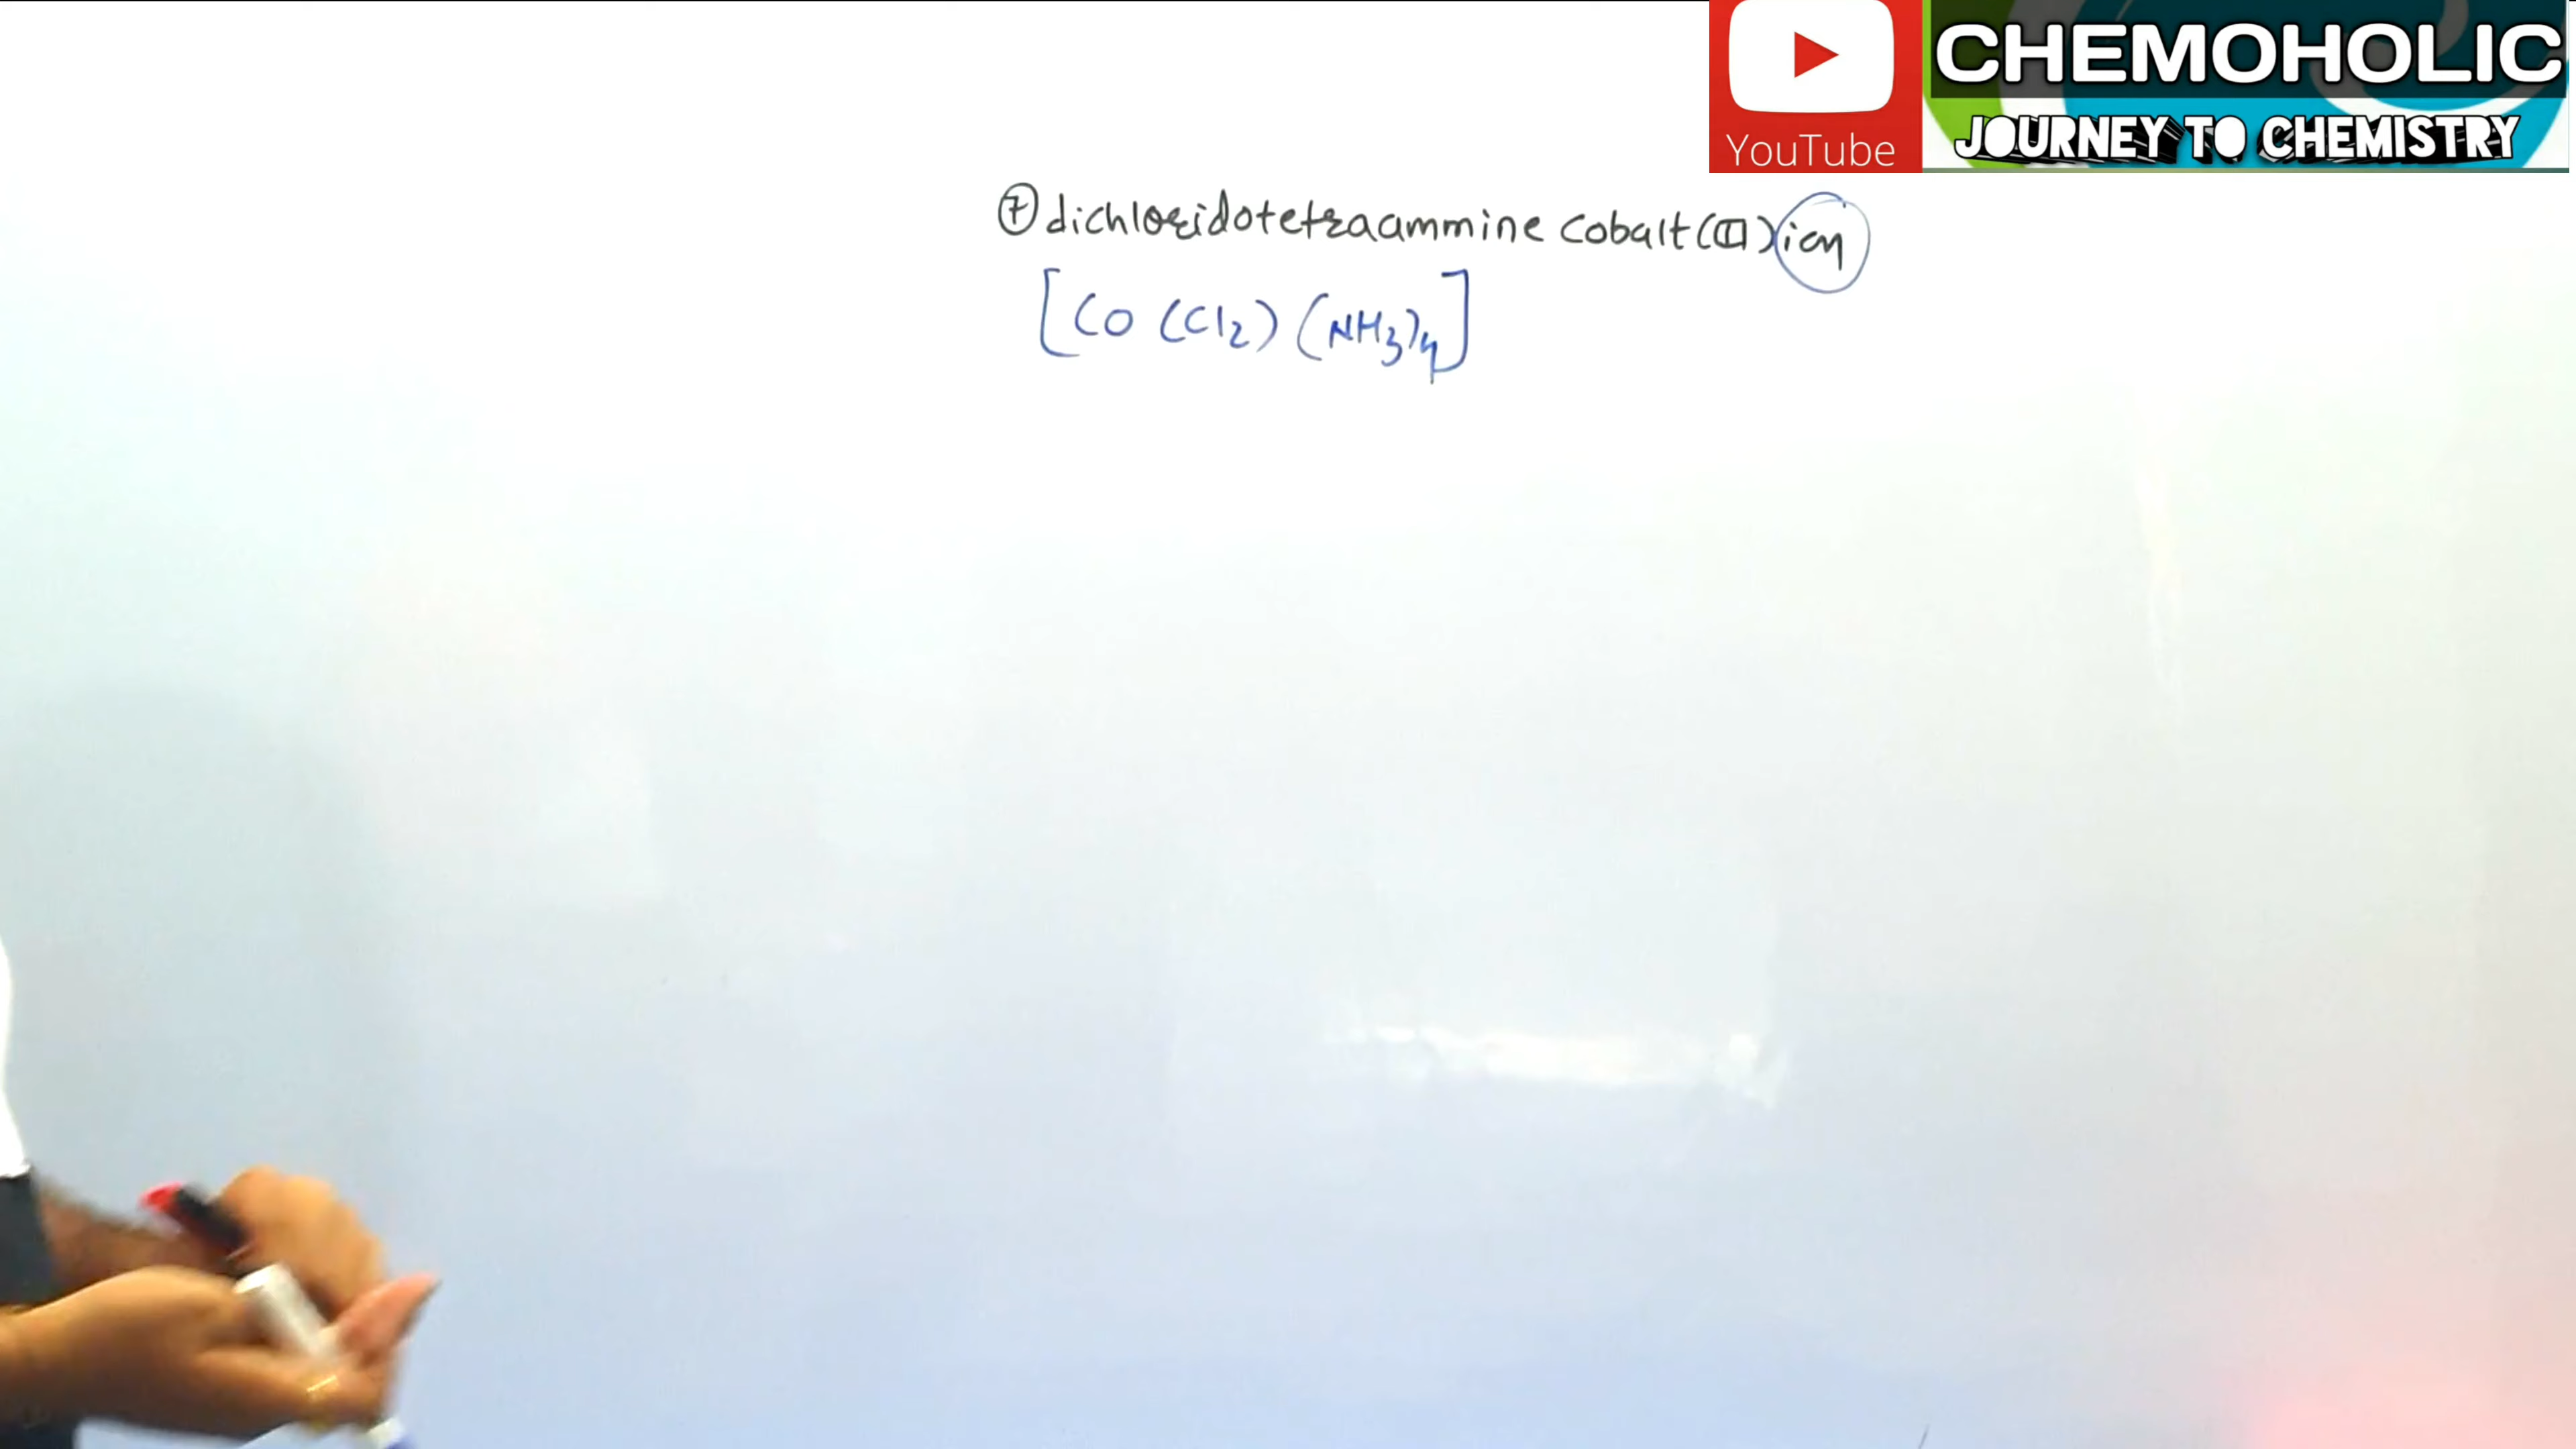 YouTube
CHEMOHOLIC
JOURNEY TO CHEMISTRY
⑦ dichloridotetraammine cobalt (III) ion
[CO (Cl2) (NH3)4]